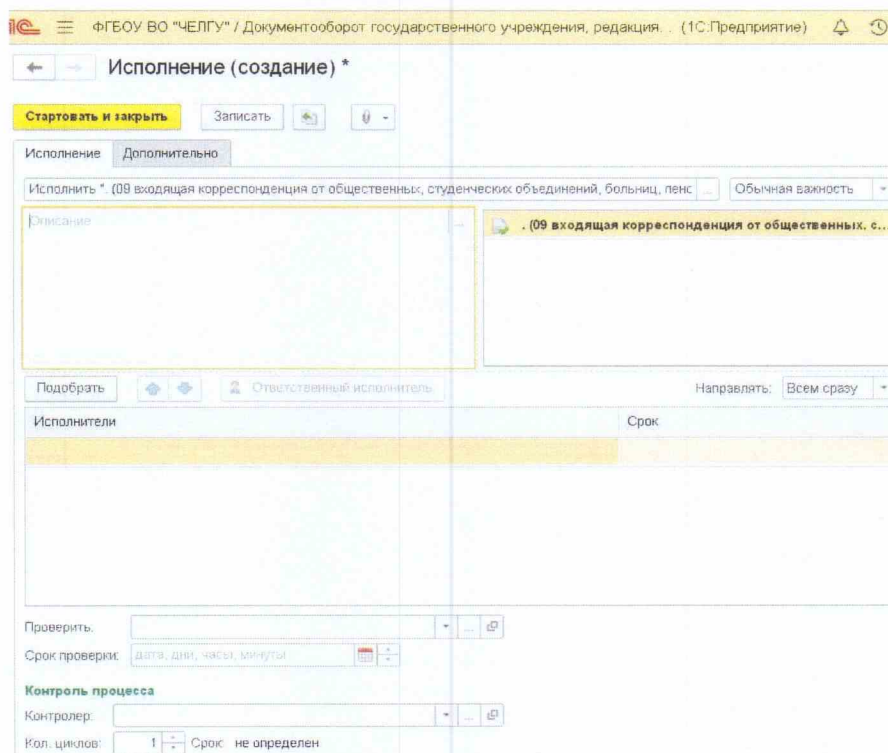 1С ФГБОУ ВО "ЧЕЛГУ" / Документооборот государственного учреждения, редакция... (1С:Предприятие)
Исполнение (создание) *
Стартовать и закрыть Записать
Исполнение Дополнительно
Исполнить ". (09 входящая корреспонденция от общественных, студенческих объединений, больниц, пенс ... Обычная важность
Описание ... . (09 входящая корреспонденция от общественных, с...
Подобрать Ответственный исполнитель Направлять: Всем сразу
Исполнители Срок
Проверить: ...
Срок проверки: дата, дни, часы, минуты
Контроль процесса
Контролер: ...
Кол. циклов: 1 Срок: не определен